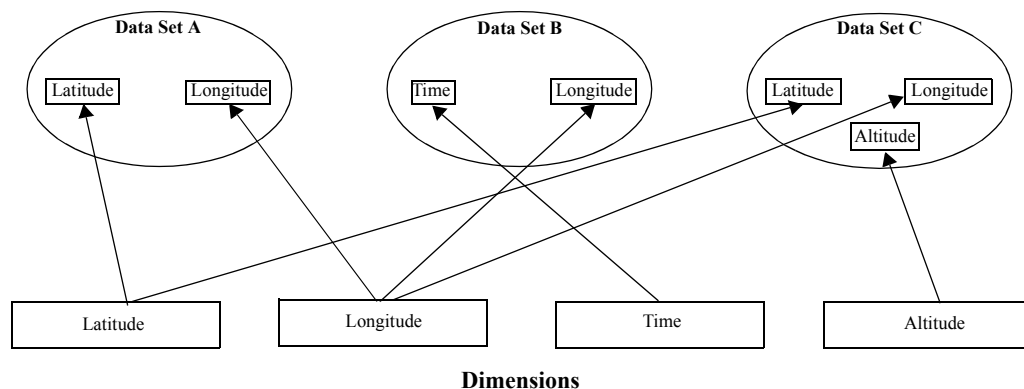 Data Set A
Data Set B
Data Set C
Latitude
Longitude
Time
Longitude
Latitude
Longitude
Altitude
Latitude
Longitude
Time
Altitude
Dimensions